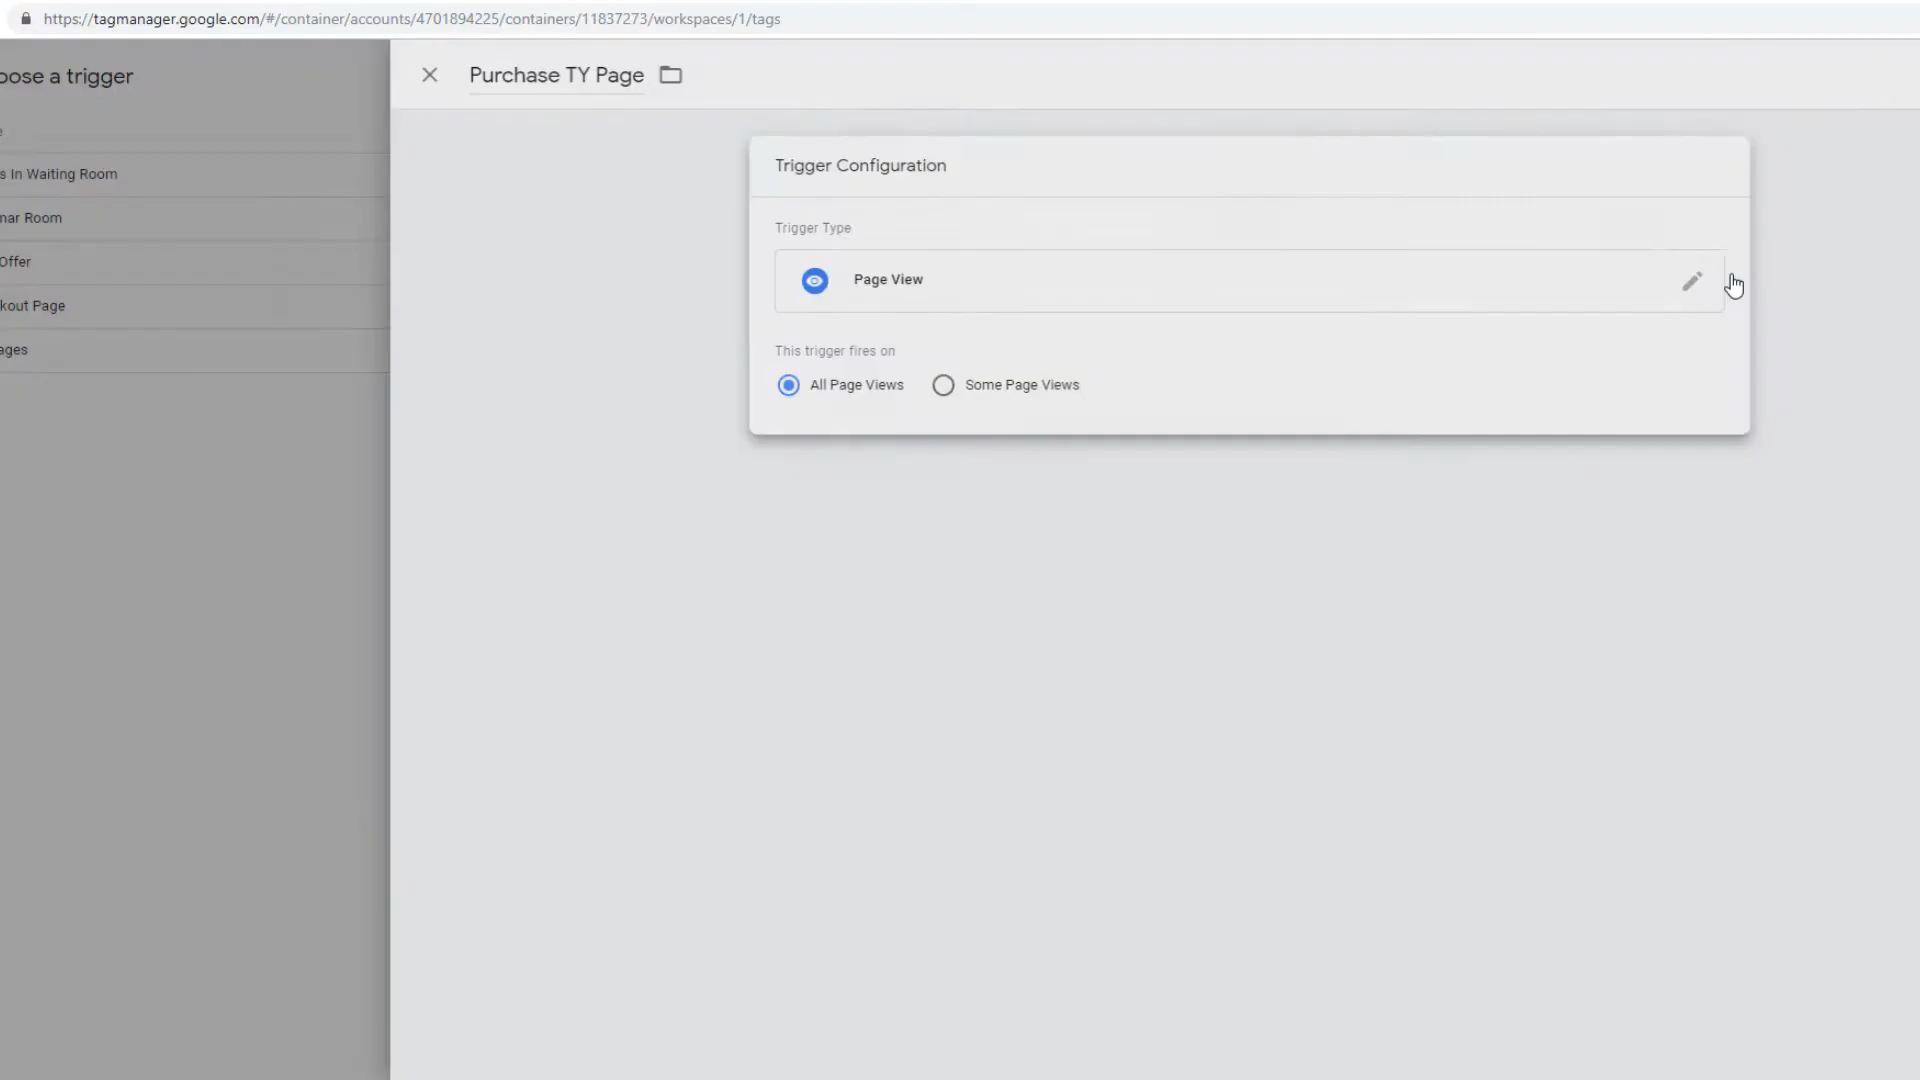 https://tagmanager.google.com/#/container/accounts/4701894225/containers/11837273/workspaces/1/tags
oose a trigger
Purchase TY Page
e
s In Waiting Room
nar Room
Offer
kout Page
ages
Trigger Configuration
Trigger Type
Page View
This trigger fires on
All Page Views
Some Page Views